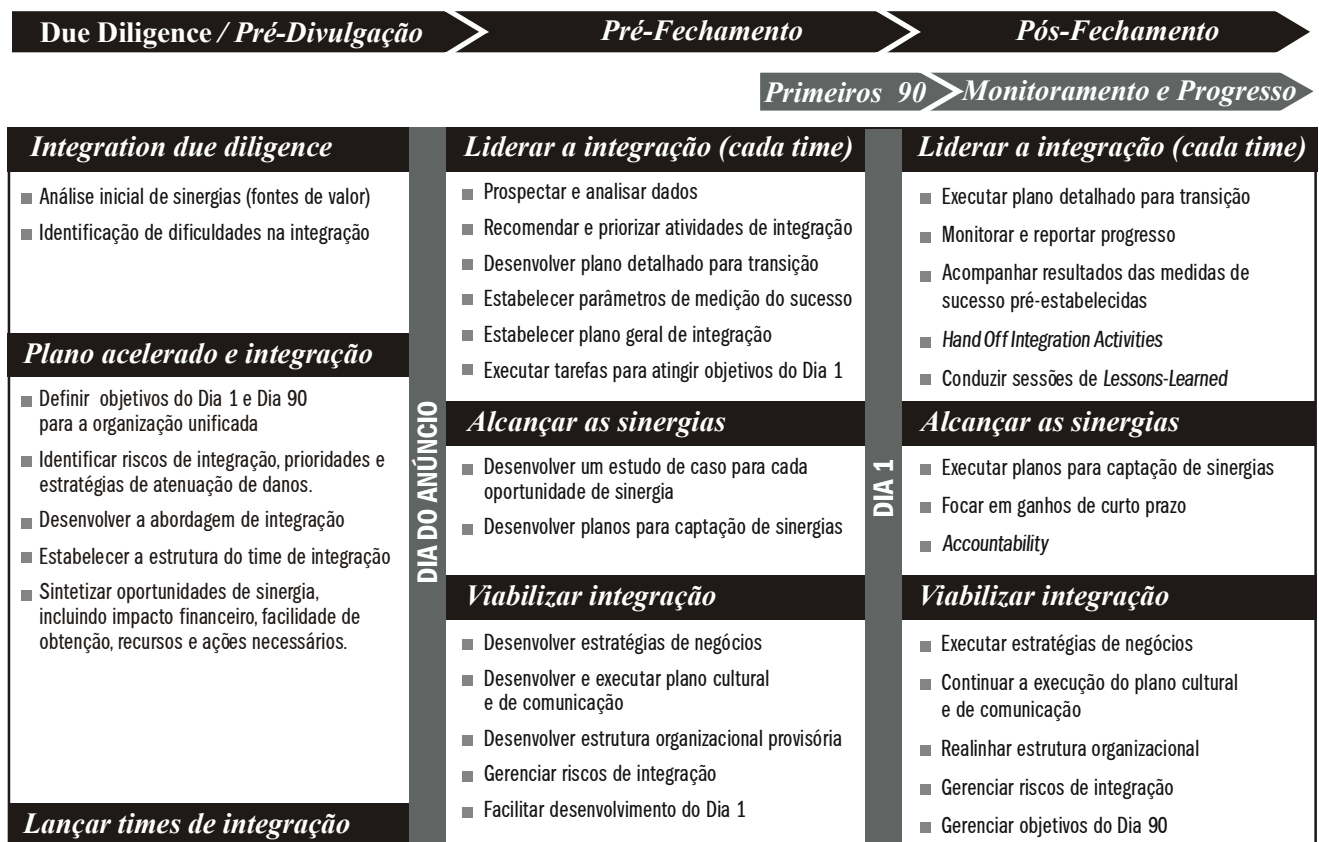 Due Diligence / Pré-Divulgação
Pré-Fechamento
Pós-Fechamento
Primeiros 90
Monitoramento e Progresso
Integration due diligence
Análise inicial de sinergias (fontes de valor)
Identificação de dificuldades na integração
Plano acelerado e integração
Definir objetivos do Dia 1 e Dia 90
para a organização unificada
Identificar riscos de integração, prioridades e
estratégias de atenuação de danos.
Desenvolver a abordagem de integração
Estabelecer a estrutura do time de integração
Sintetizar oportunidades de sinergia,
incluindo impacto financeiro, facilidade de
obtenção, recursos e ações necessários.
Lançar times de integração
DIA DO ANÚNCIO
Liderar a integração (cada time)
Prospectar e analisar dados
Recomendar e priorizar atividades de integração
Desenvolver plano detalhado para transição
Estabelecer parâmetros de medição do sucesso
Estabelecer plano geral de integração
Executar tarefas para atingir objetivos do Dia 1
Alcançar as sinergias
Desenvolver um estudo de caso para cada
oportunidade de sinergia
Desenvolver planos para captação de sinergias
Viabilizar integração
Desenvolver estratégias de negócios
Desenvolver e executar plano cultural
e de comunicação
Desenvolver estrutura organizacional provisória
Gerenciar riscos de integração
Facilitar desenvolvimento do Dia 1
DIA 1
Liderar a integração (cada time)
Executar plano detalhado para transição
Monitorar e reportar progresso
Acompanhar resultados das medidas de
sucesso pré-estabelecidas
Hand Off Integration Activities
Conduzir sessões de Lessons-Learned
Alcançar as sinergias
Executar planos para captação de sinergias
Focar em ganhos de curto prazo
Accountability
Viabilizar integração
Executar estratégias de negócios
Continuar a execução do plano cultural
e de comunicação
Realinhar estrutura organizacional
Gerenciar riscos de integração
Gerenciar objetivos do Dia 90